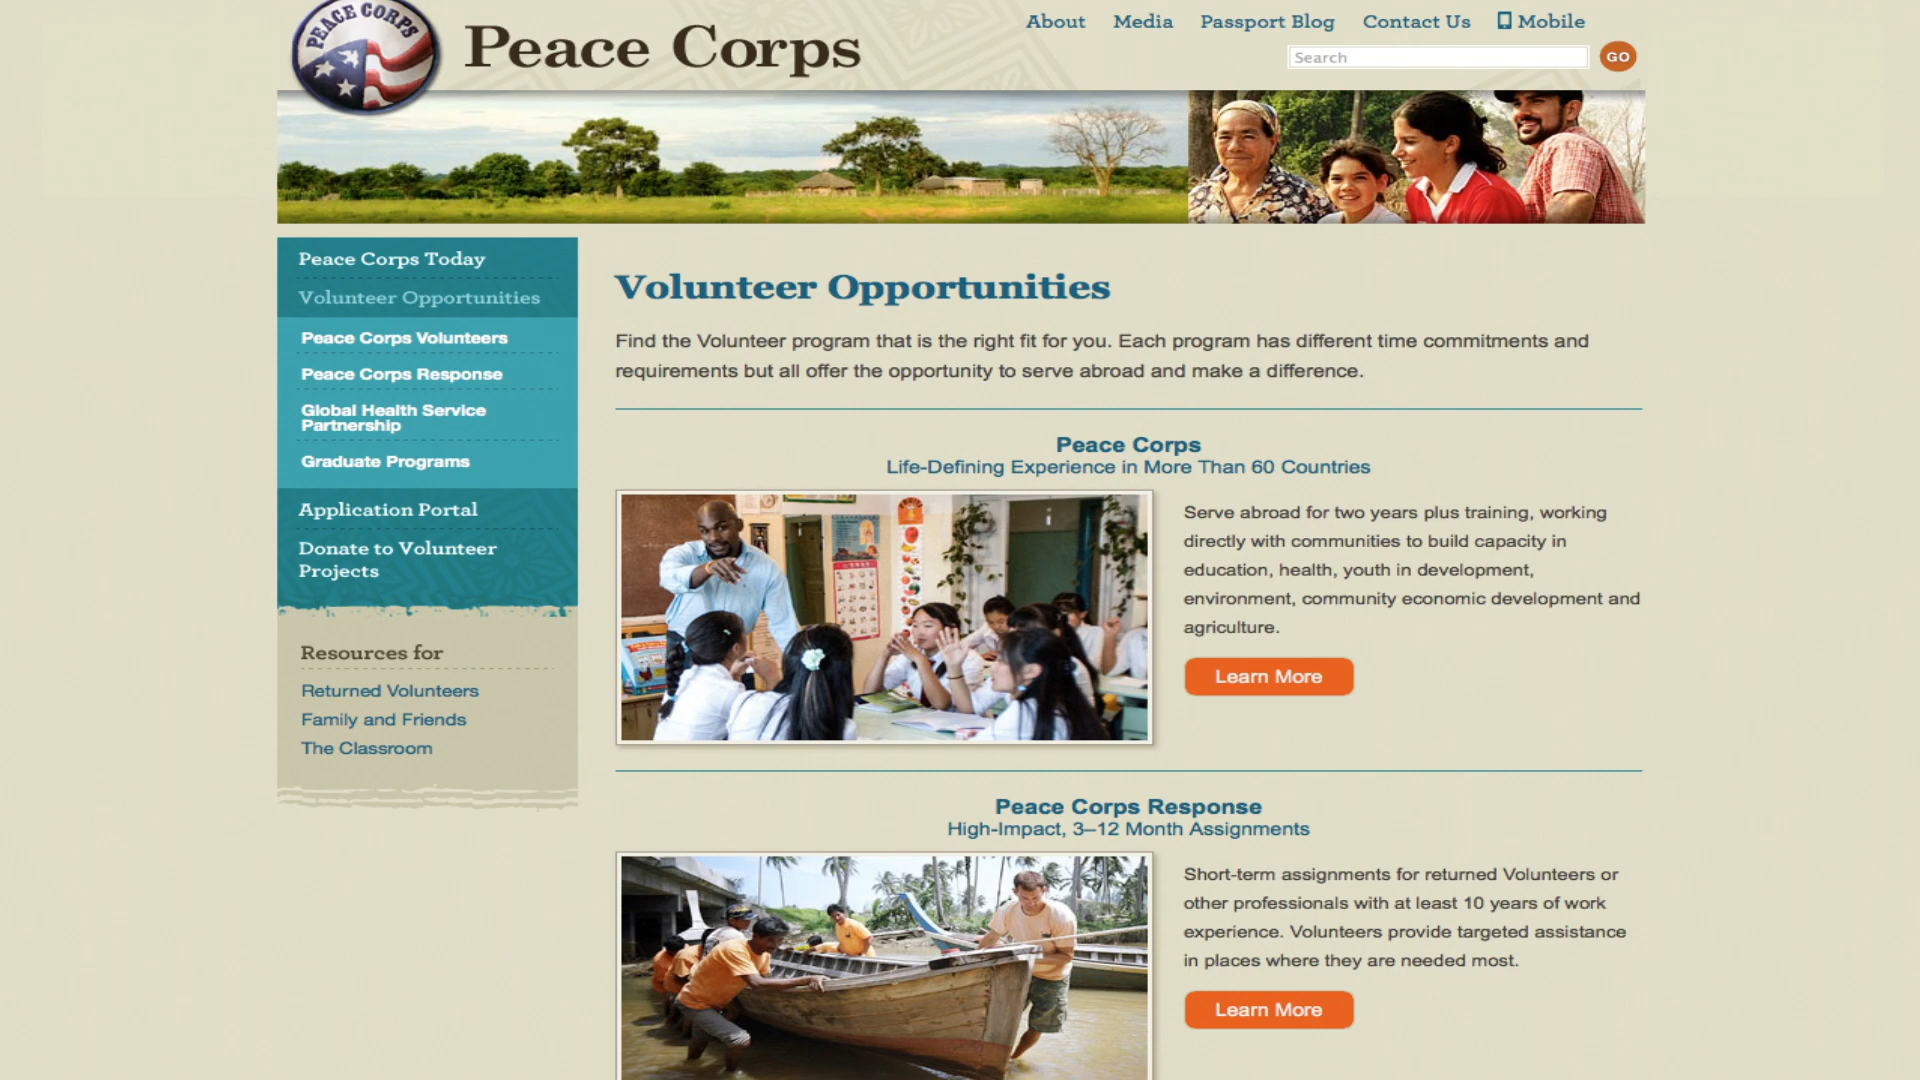 PEACE CORPS
Peace Corps
About
Media
Passport Blog
Contact Us
Mobile
Search
GO
Peace Corps Today
Volunteer Opportunities
Peace Corps Volunteers
Peace Corps Response
Global Health Service
Partnership
Graduate Programs
Application Portal
Donate to Volunteer
Projects
Resources for
Returned Volunteers
Family and Friends
The Classroom
Volunteer Opportunities
Find the Volunteer program that is the right fit for you. Each program has different time commitments and
requirements but all offer the opportunity to serve abroad and make a difference.
Peace Corps
Life-Defining Experience in More Than 60 Countries
Serve abroad for two years plus training, working
directly with communities to build capacity in
education, health, youth in development,
environment, community economic development and
agriculture.
Learn More
Peace Corps Response
High-Impact, 3–12 Month Assignments
Short-term assignments for returned Volunteers or
other professionals with at least 10 years of work
experience. Volunteers provide targeted assistance
in places where they are needed most.
Learn More